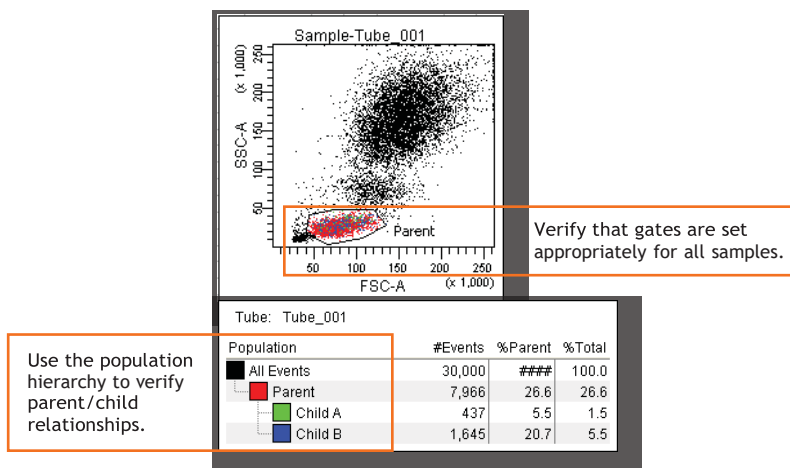 Sample-Tube_001
SSC-A
(x 1,000)
50 100 150 200 250
Parent
50 100 150 200 250
FSC-A
(x 1,000)
Verify that gates are set
appropriately for all samples.
Use the population
hierarchy to verify
parent/child
relationships.
Tube: Tube_001
Population #Events %Parent %Total
All Events 30,000 #### 100.0
Parent 7,966 26.6 26.6
Child A 437 5.5 1.5
Child B 1,645 20.7 5.5